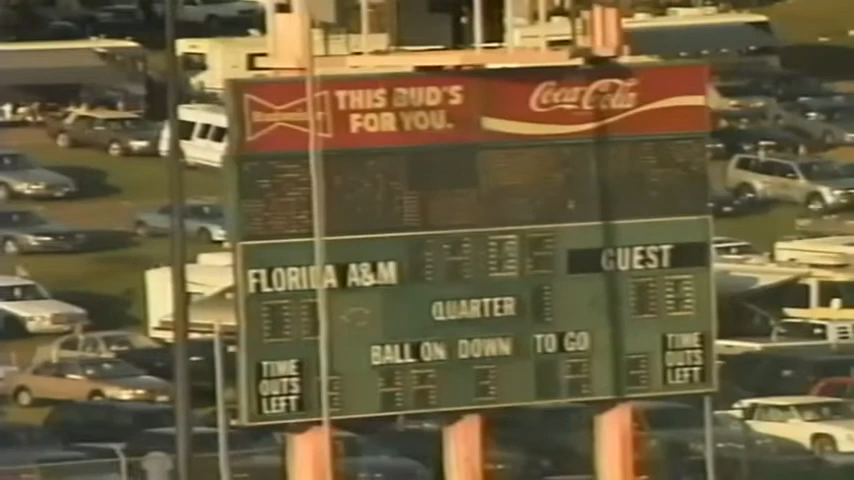 Budweiser
THIS BUD'S
FOR YOU.
Coca-Cola
FLORIDA A&M
GUEST
QUARTER
BALL ON DOWN TO GO
TIME
OUTS
LEFT
TIME
OUTS
LEFT